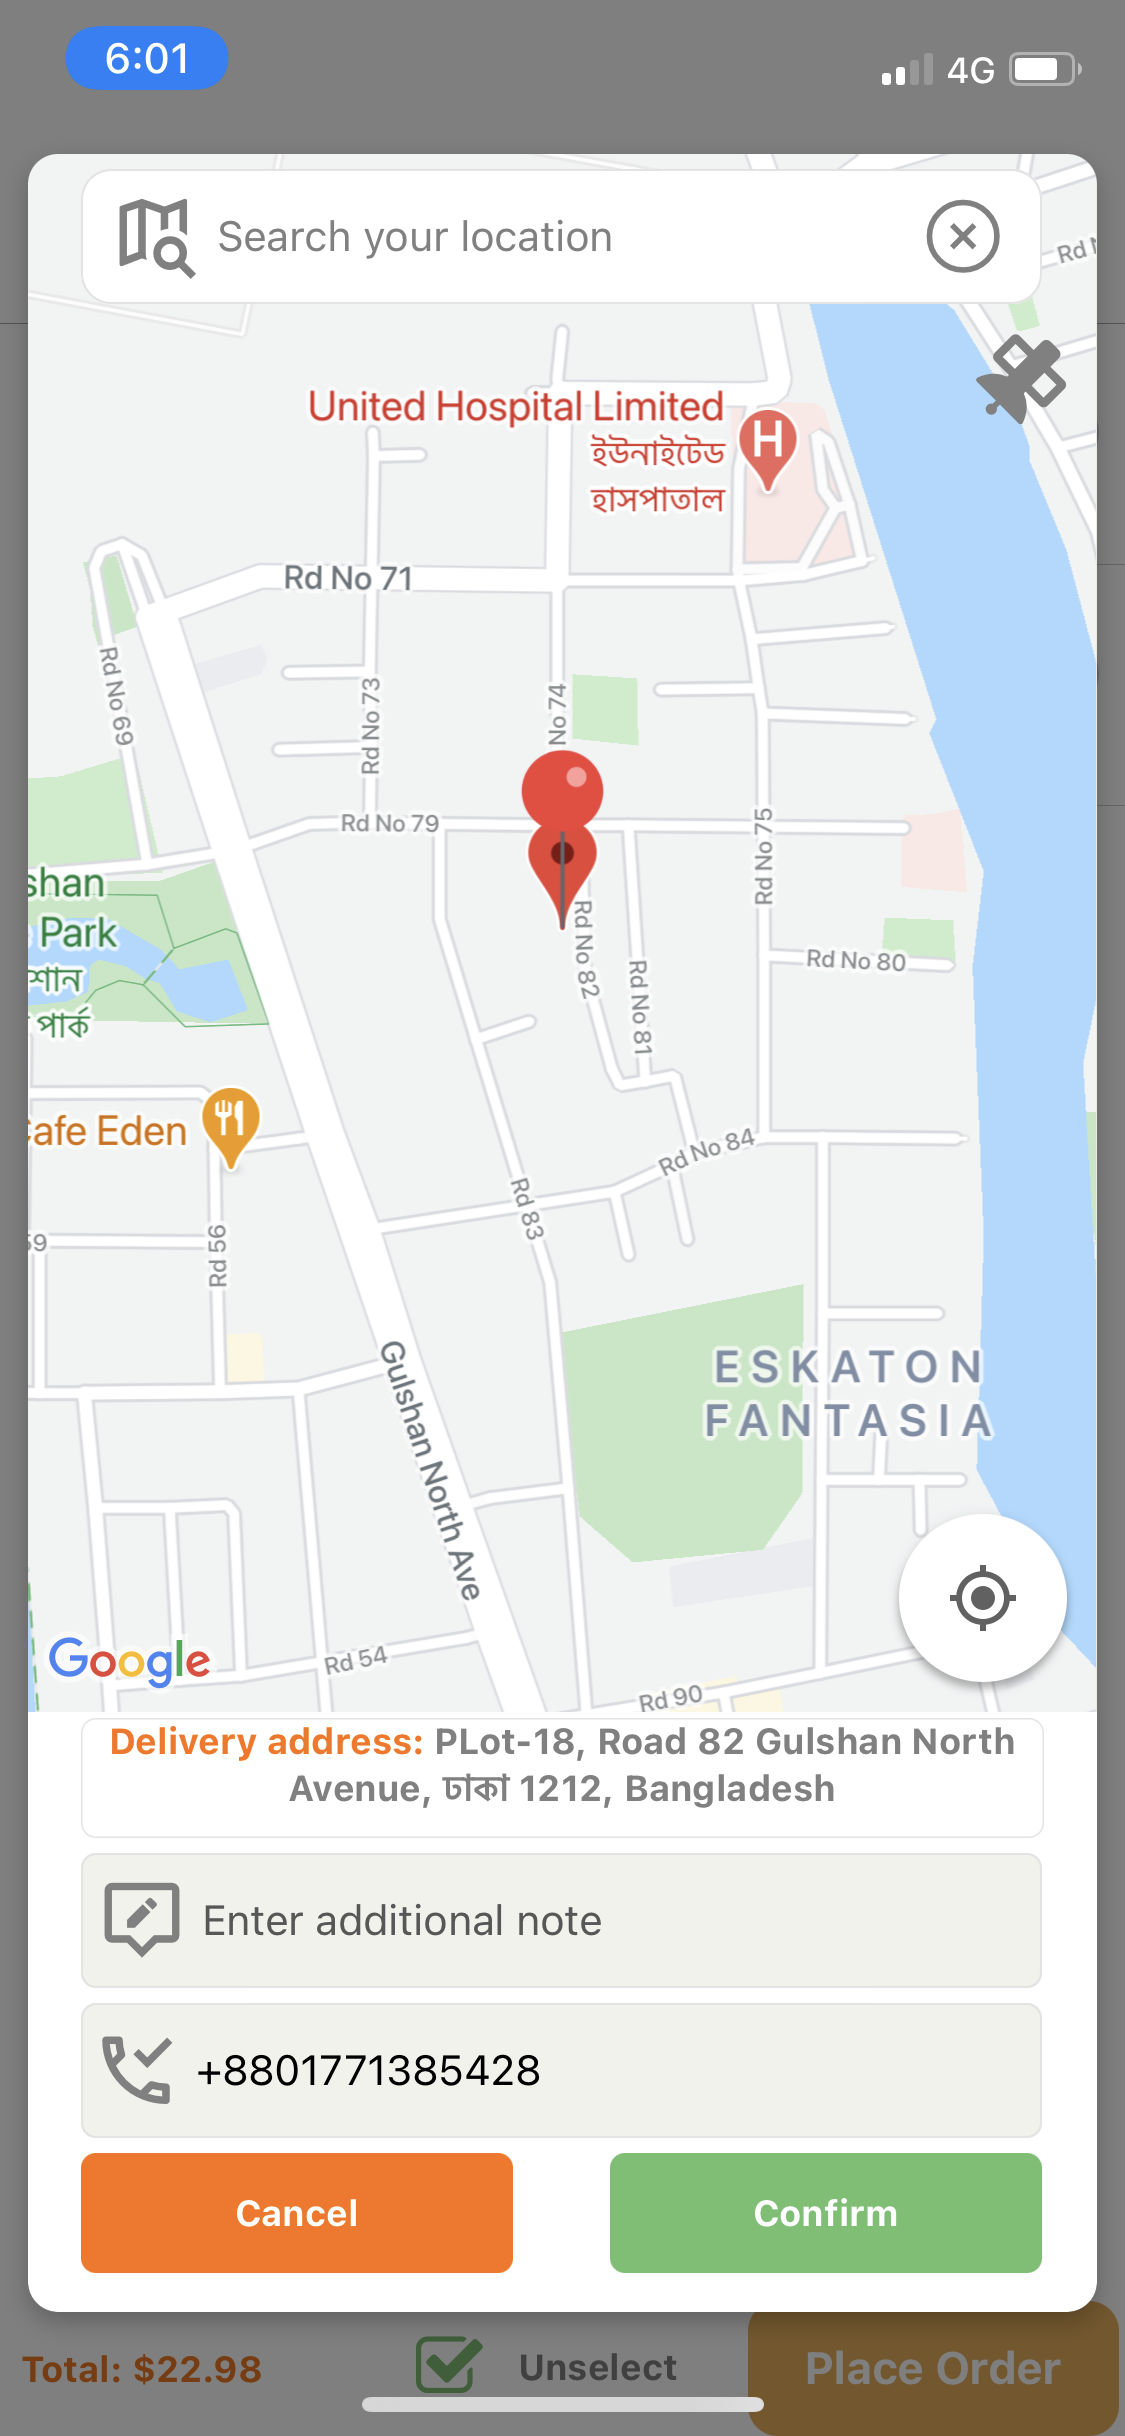 6:01
4G
Search your location
Rd N
United Hospital Limited
ইউনাইটেড
হাসপাতাল
Rd No 71
Rd No 69
Rd No 73
No 74
Rd No 79
Rd No 75
shan
Park
শান
পার্ক
Rd No 82
Rd No 81
Rd No 80
Cafe Eden
Rd No 84
Rd 83
59
Rd 56
ESKATON
FANTASIA
Gulshan North Ave
Google
Rd 54
Rd 90
Delivery address: PLot-18, Road 82 Gulshan North
Avenue, ঢাকা 1212, Bangladesh
Enter additional note
+8801771385428
Cancel
Confirm
Total: $22.98
Unselect
Place Order